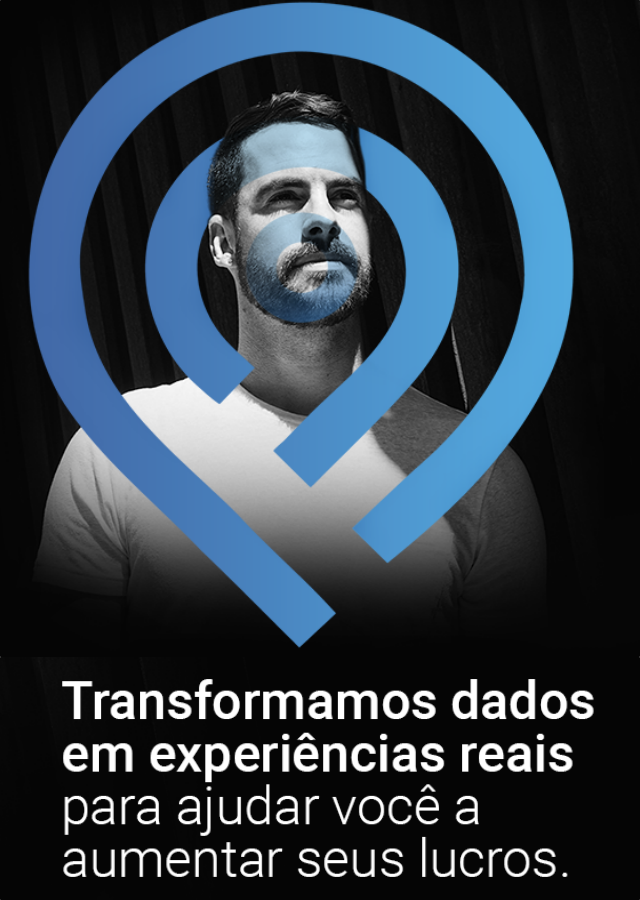 Transformamos dados
em experiências reais
para ajudar você a
aumentar seus lucros.